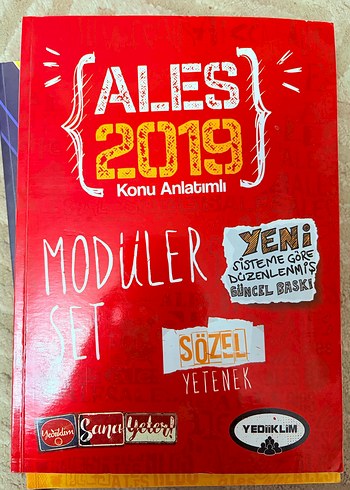 ALES
2019
Konu Anlatımlı
MODÜLER
SET
YENİ
SİSTEME GÖRE
DÜZENLENMİŞ
GÜNCEL BASKI
SÖZEL
YETENEK
Yediiklim Sana Yeter!
YEDİİKLİM